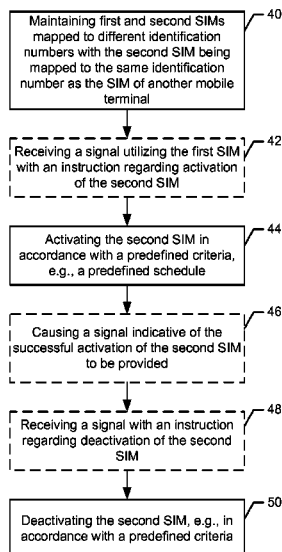 Maintaining first and second SIMs
mapped to different identification
numbers with the second SIM being
mapped to the same identification
number as the SIM of another mobile
terminal
40
Receiving a signal utilizing the first SIM
with an instruction regarding activation
of the second SIM
42
Activating the second SIM in
accordance with a predefined criteria,
e.g., a predefined schedule
44
Causing a signal indicative of the
successful activation of the second SIM
to be provided
46
Receiving a signal with an instruction
regarding deactivation of the second
SIM
48
Deactivating the second SIM, e.g., in
accordance with a predefined criteria
50